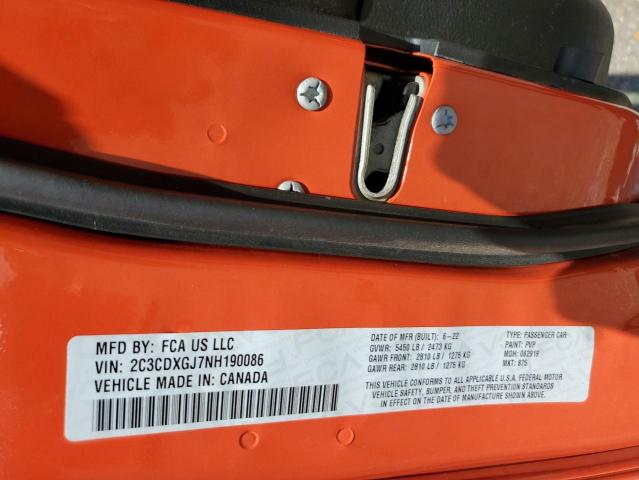 MFD BY: FCA US LLC
VIN: 2C3CDXGJ7NH190086
VEHICLE MADE IN: CANADA
DATE OF MFR (BUILT): 6-22
GVWR: 5450 LB / 2473 KG
GAWR FRONT: 2810 LB / 1275 KG
GAWR REAR: 2810 LB / 1275 KG
TYPE: PASSENGER CAR
PAINT: PVP
MDH: 062919
MKT: 875
THIS VEHICLE CONFORMS TO ALL APPLICABLE U.S.A. FEDERAL MOTOR
VEHICLE SAFETY, BUMPER, AND THEFT PREVENTION STANDARDS
IN EFFECT ON THE DATE OF MANUFACTURE SHOWN ABOVE.